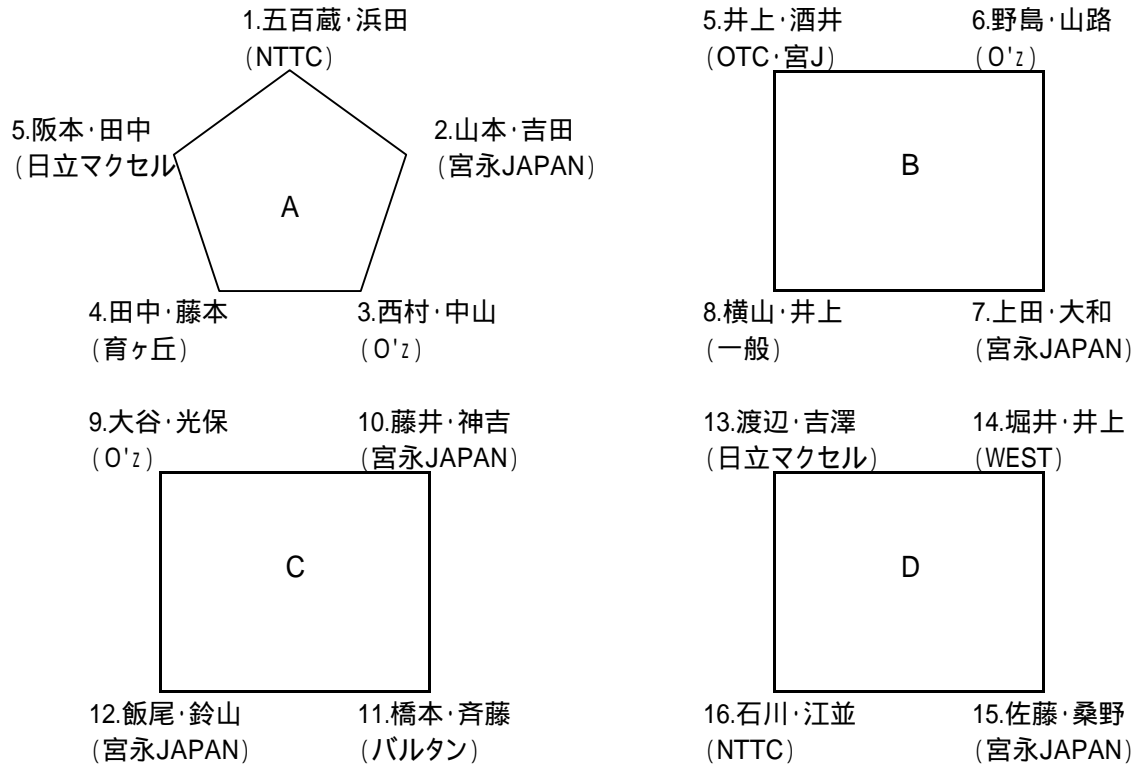 1.五百蔵･浜田
(NTTC)
5.阪本･田中
(日立マクセル
2.山本･吉田
(宮永JAPAN)
A
4.田中･藤本
(育ヶ丘)
3.西村･中山
(O'z)
5.井上･酒井
(OTC･宮J)
6.野島･山路
(O'z)
B
8.横山･井上
(一般)
7.上田･大和
(宮永JAPAN)
9.大谷･光保
(O'z)
10.藤井･神吉
(宮永JAPAN)
C
12.飯尾･鈴山
(宮永JAPAN)
11.橋本･斉藤
(バルタン)
13.渡辺･吉澤
(日立マクセル)
14.堀井･井上
(WEST)
D
16.石川･江並
(NTTC)
15.佐藤･桑野
(宮永JAPAN)